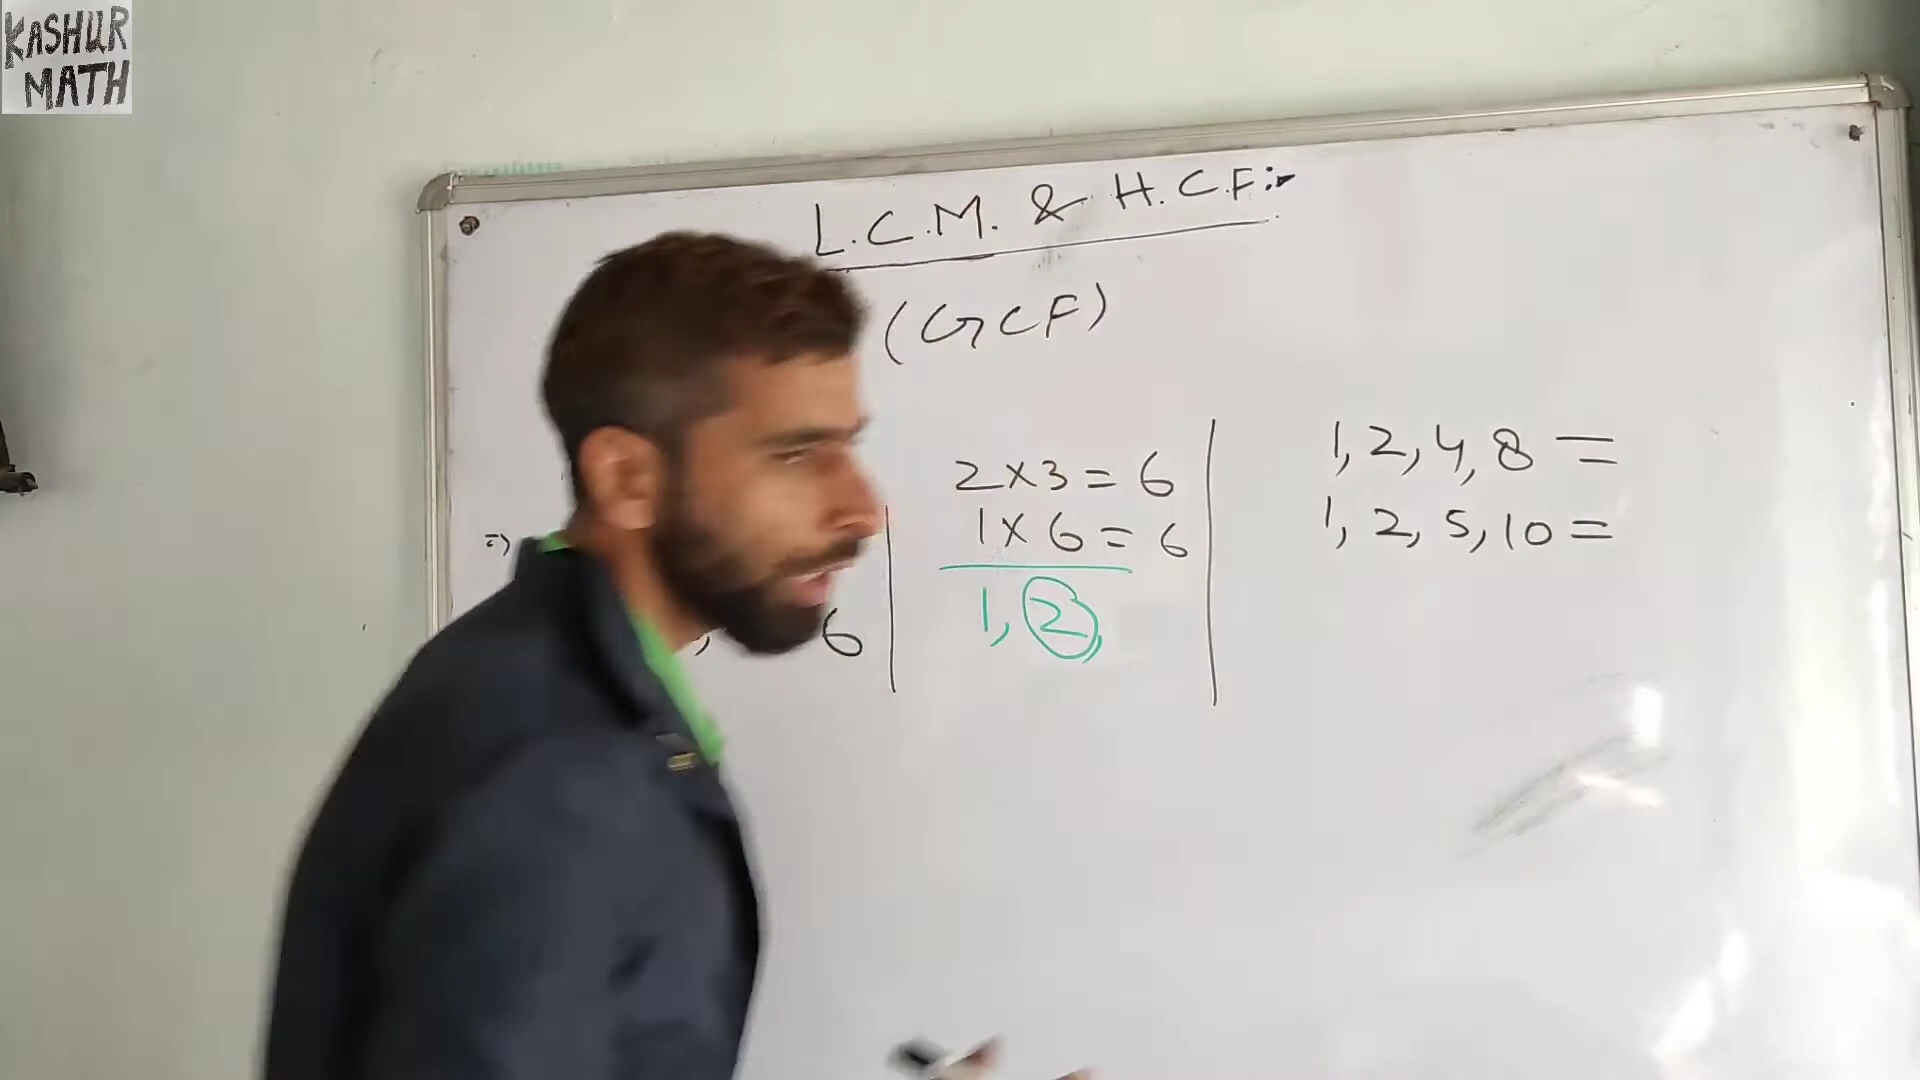 KASHUR
MATH
L.C.M. & H.C.F:-
(GCF)
2×3=6
1×6=6
1, 2,
6
1, 2, 4, 8 =
1, 2, 5, 10 =